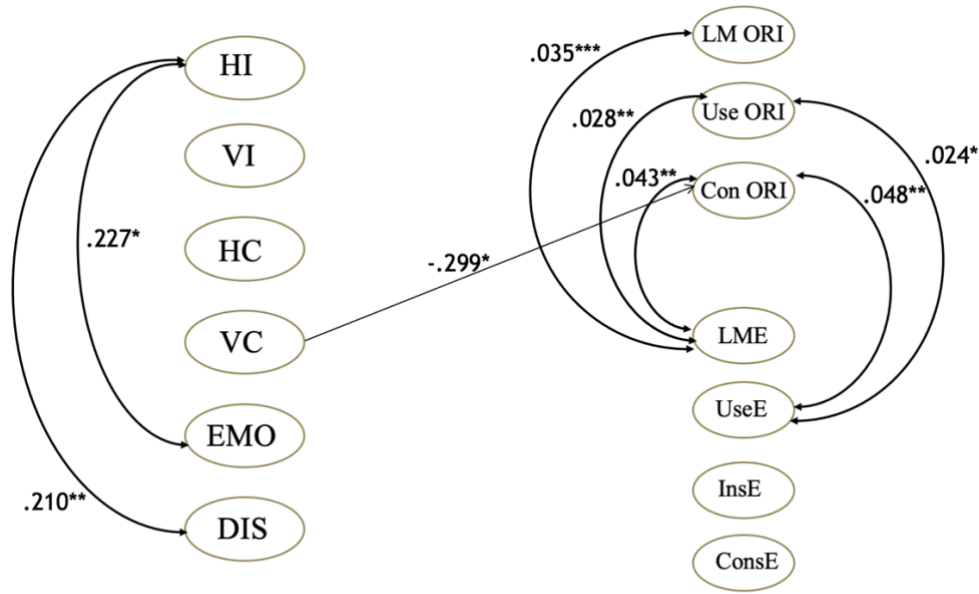 HI
VI
HC
VC
EMO
DIS
.227*
.210**
-.299*
LM ORI
Use ORI
Con ORI
LME
UseE
InsE
ConsE
.035***
.028**
.043**
.024*
.048**